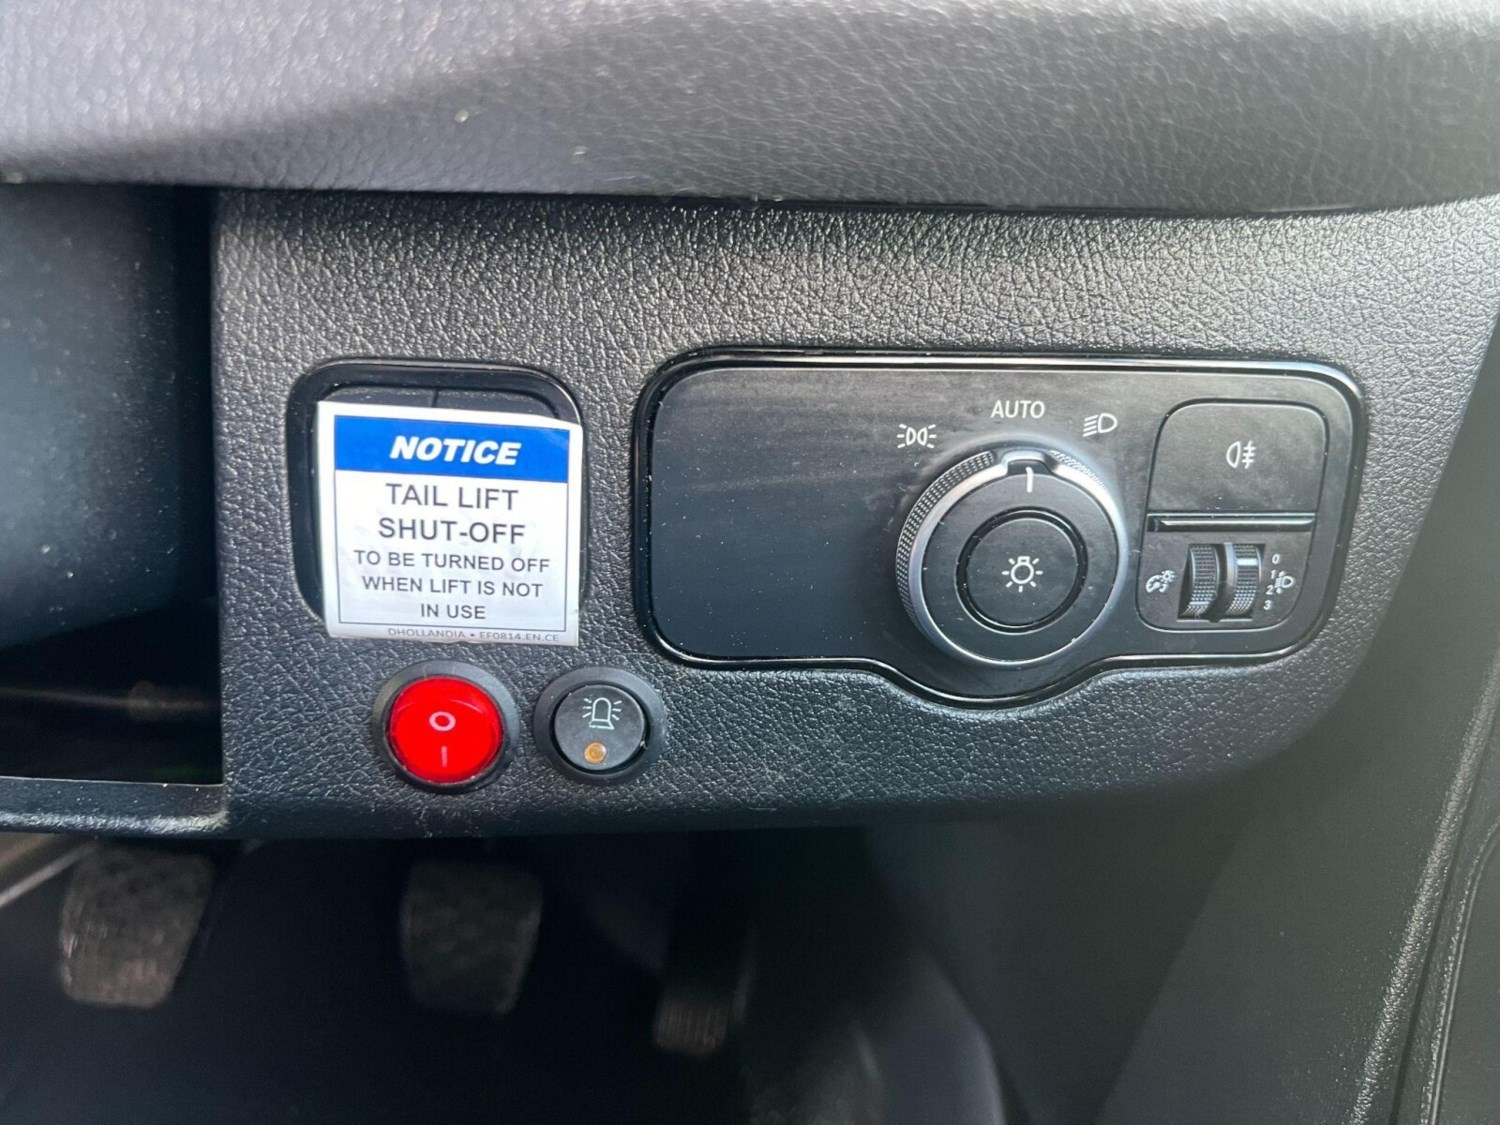 NOTICE
TAIL LIFT
SHUT-OFF
TO BE TURNED OFF
WHEN LIFT IS NOT
IN USE
DHOLLANDIA • EF0814.EN.CE
AUTO
0
1
2
3
O
I